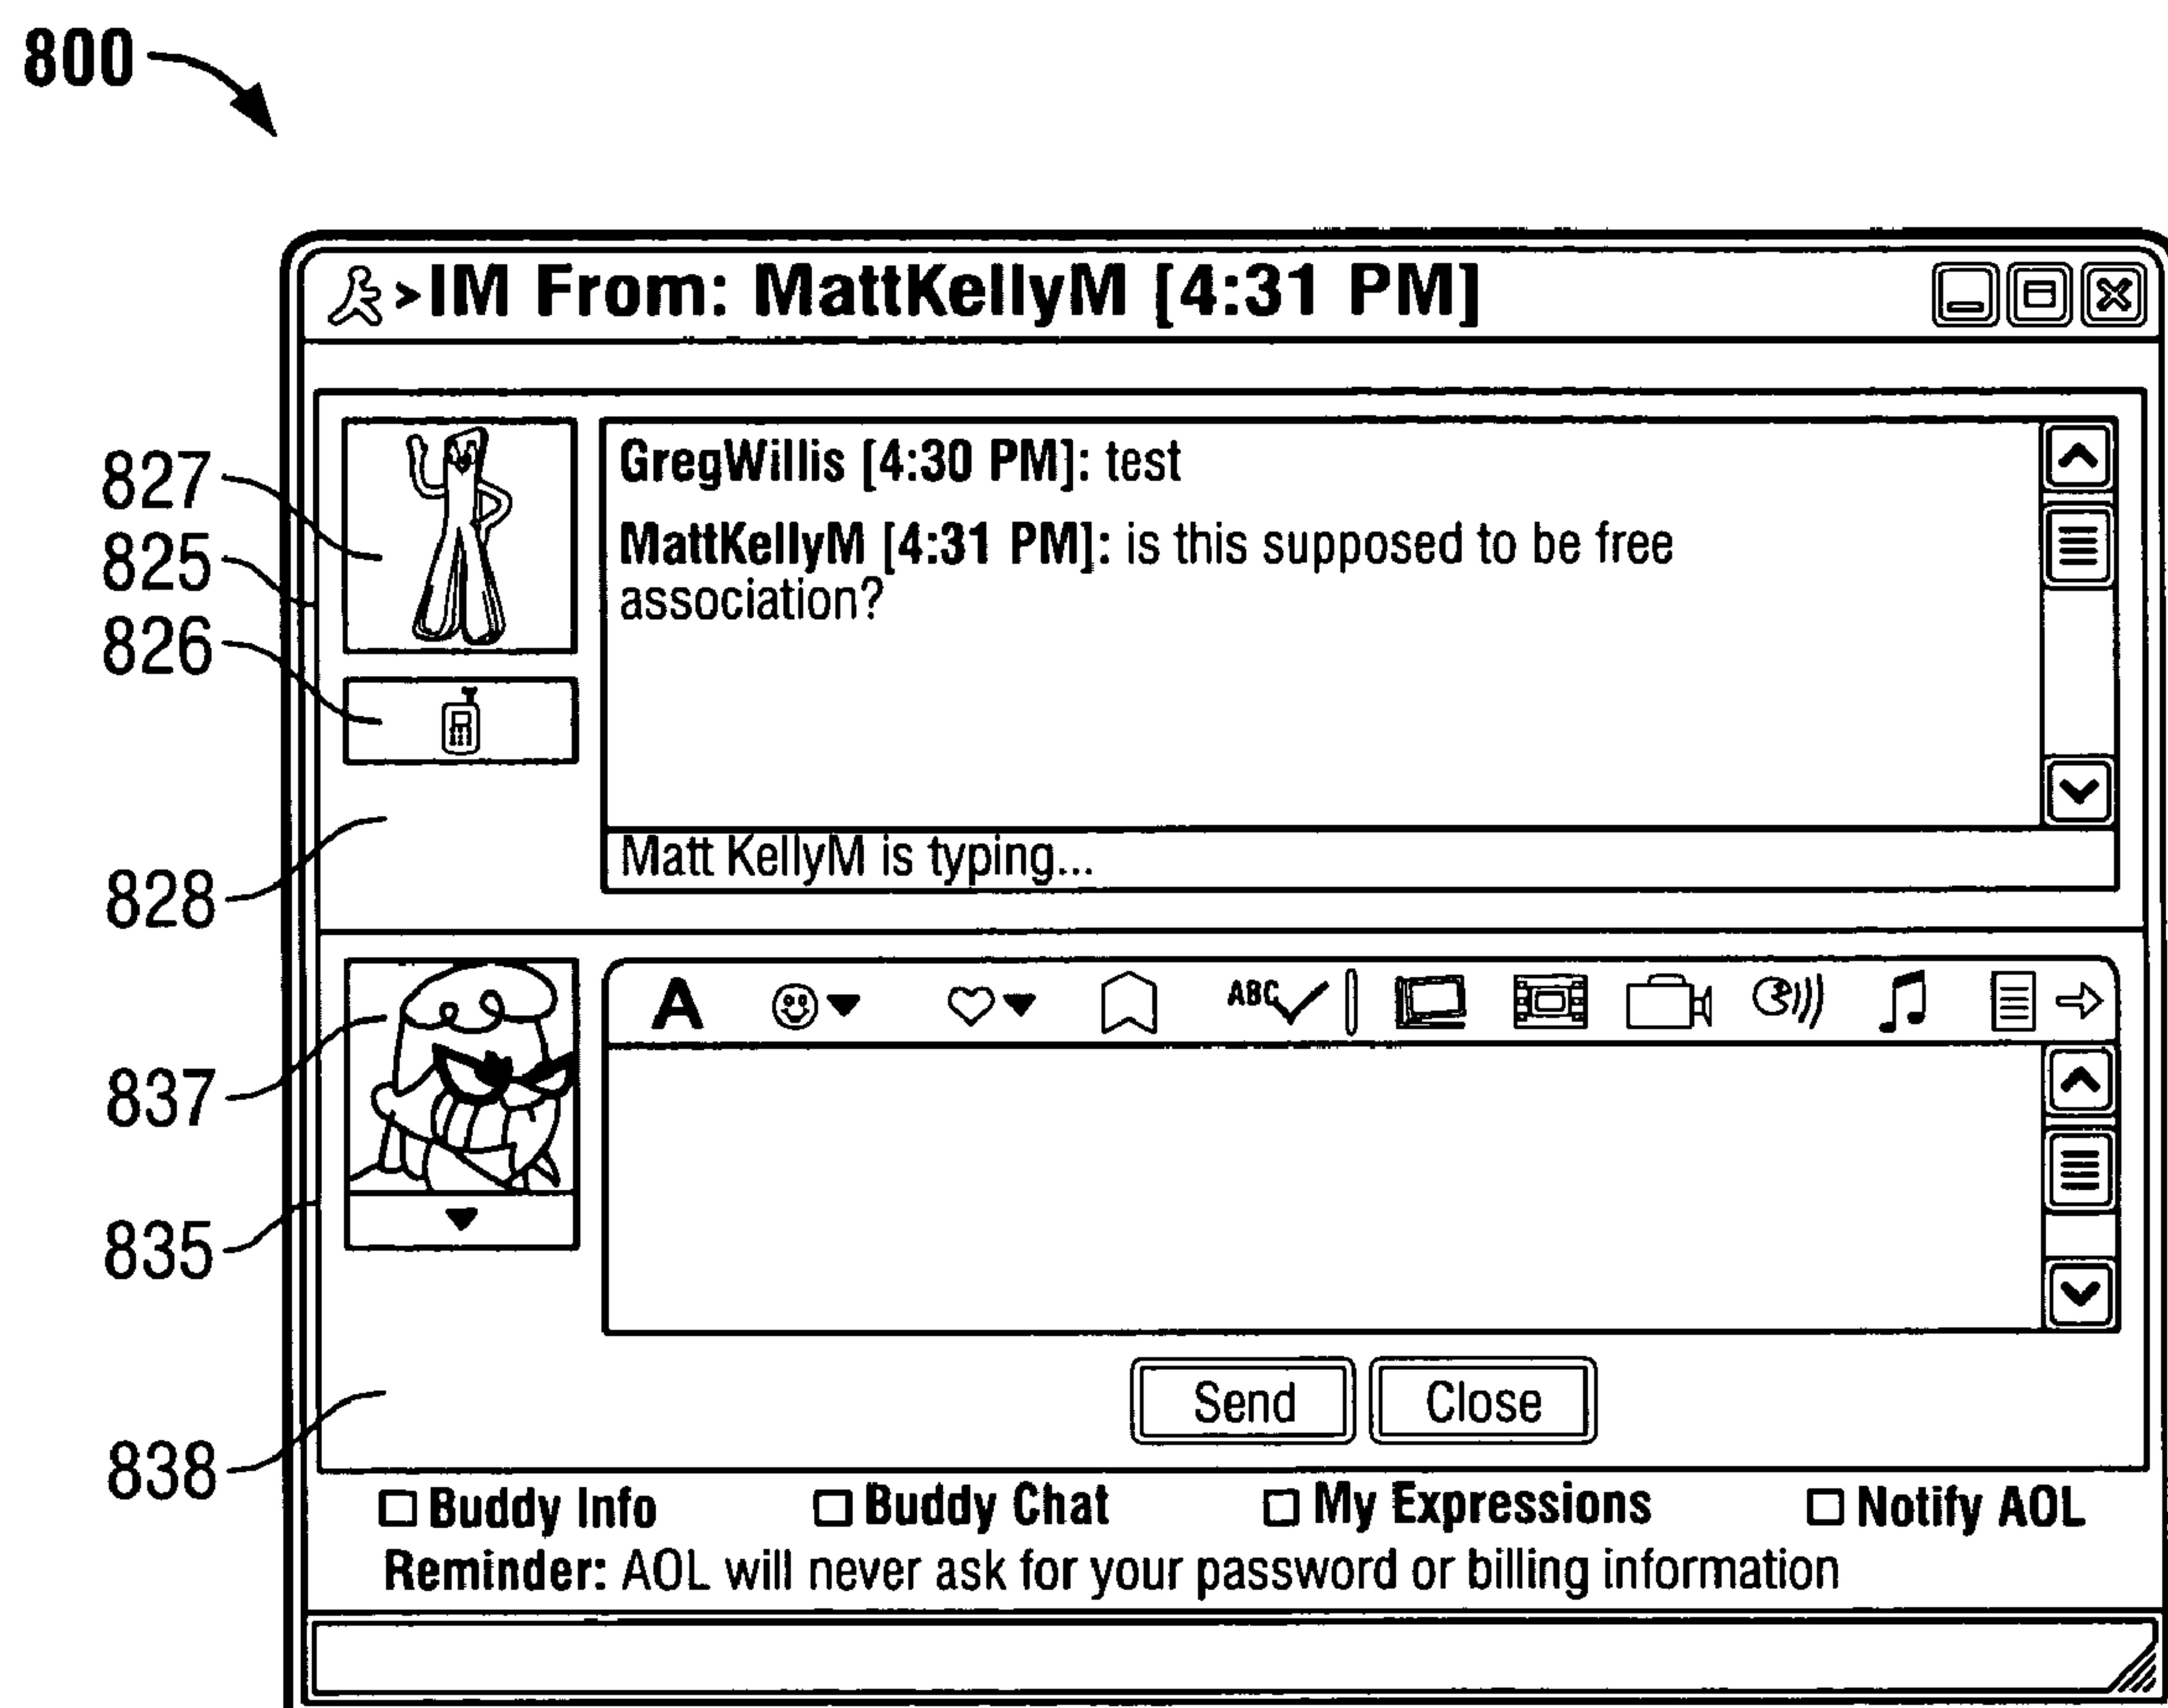 800
>IM From: MattKellyM [4:31 PM]
827
825
826
828
GregWillis [4:30 PM]: test
MattKellyM [4:31 PM]: is this supposed to be free
association?
Matt KellyM is typing...
837
835
838
A
ABC
Send
Close
Buddy Info
Buddy Chat
My Expressions
Notify AOL
Reminder: AOL will never ask for your password or billing information